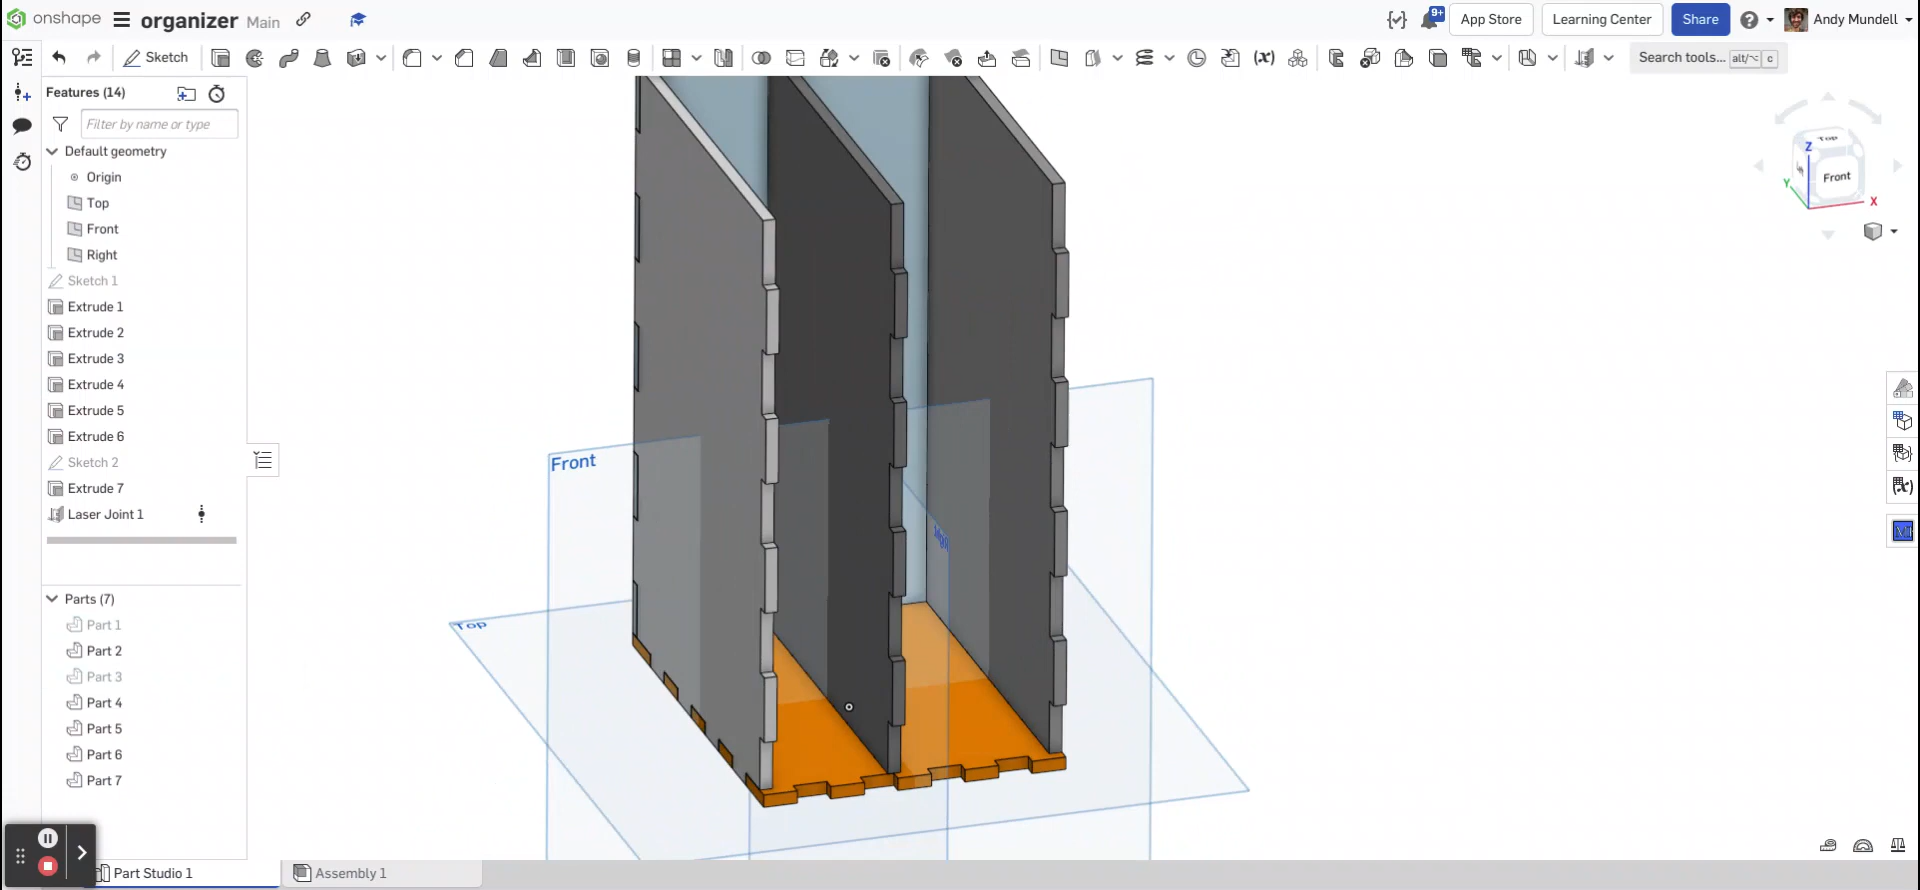 onshape
organizer Main
9+
App Store
Learning Center
Share
Andy Mundell
Sketch
(x)
Search tools... alt/⌥ c
Features (14)
Filter by name or type
Default geometry
Origin
Top
Front
Right
Sketch 1
Extrude 1
Extrude 2
Extrude 3
Extrude 4
Extrude 5
Extrude 6
Sketch 2
Extrude 7
Laser Joint 1
Parts (7)
Part 1
Part 2
Part 3
Part 4
Part 5
Part 6
Part 7
Front
Top
Top
Z
Front
Y
X
(x)
Part Studio 1
Assembly 1